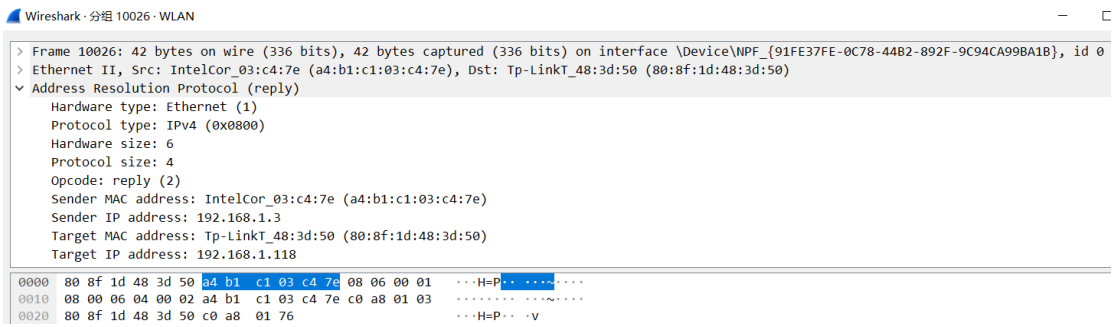 Wireshark · 分组 10026 · WLAN
Frame 10026: 42 bytes on wire (336 bits), 42 bytes captured (336 bits) on interface \Device\NPF_{91FE37FE-0C78-44B2-892F-9C94CA99BA1B}, id 0
Ethernet II, Src: IntelCor_03:c4:7e (a4:b1:c1:03:c4:7e), Dst: Tp-LinkT_48:3d:50 (80:8f:1d:48:3d:50)
Address Resolution Protocol (reply)
Hardware type: Ethernet (1)
Protocol type: IPv4 (0x0800)
Hardware size: 6
Protocol size: 4
Opcode: reply (2)
Sender MAC address: IntelCor_03:c4:7e (a4:b1:c1:03:c4:7e)
Sender IP address: 192.168.1.3
Target MAC address: Tp-LinkT_48:3d:50 (80:8f:1d:48:3d:50)
Target IP address: 192.168.1.118
0000 80 8f 1d 48 3d 50 a4 b1 c1 03 c4 7e 08 06 00 01 ···H=P·· ···~····
0010 08 00 06 04 00 02 a4 b1 c1 03 c4 7e c0 a8 01 03 ········ ···~····
0020 80 8f 1d 48 3d 50 c0 a8 01 76 ···H=P·· ·v